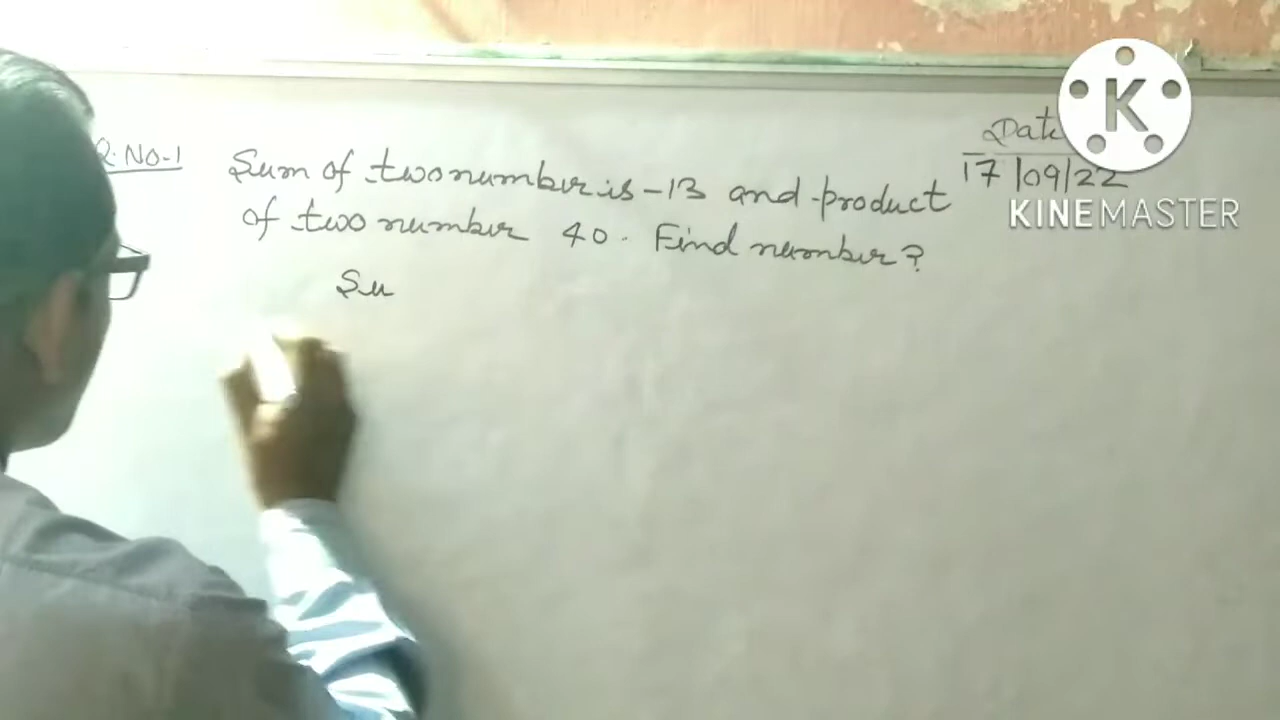 Q. No-1
Sum of two number is -13 and product
of two number 40. Find number?
Su
Date
17/09/22
K
KINEMASTER